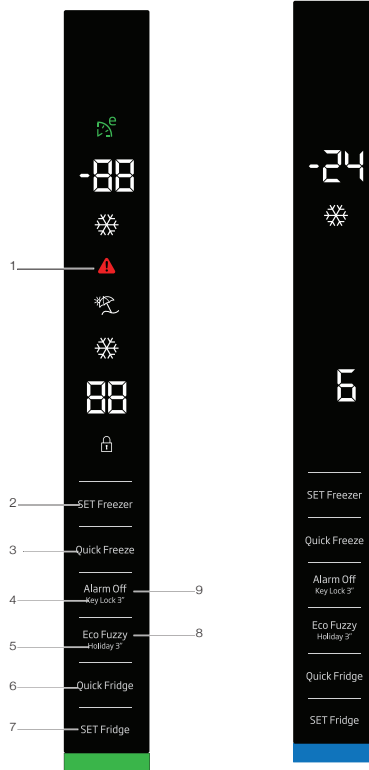 e
-88
1
88
2
SET Freezer
3
Quick Freeze
Alarm Off
9
4
Key Lock 3"
Eco Fuzzy
8
5
Holiday 3"
6
Quick Fridge
7
SET Fridge
-24
6
SET Freezer
Quick Freeze
Alarm Off
Key Lock 3"
Eco Fuzzy
Holiday 3"
Quick Fridge
SET Fridge